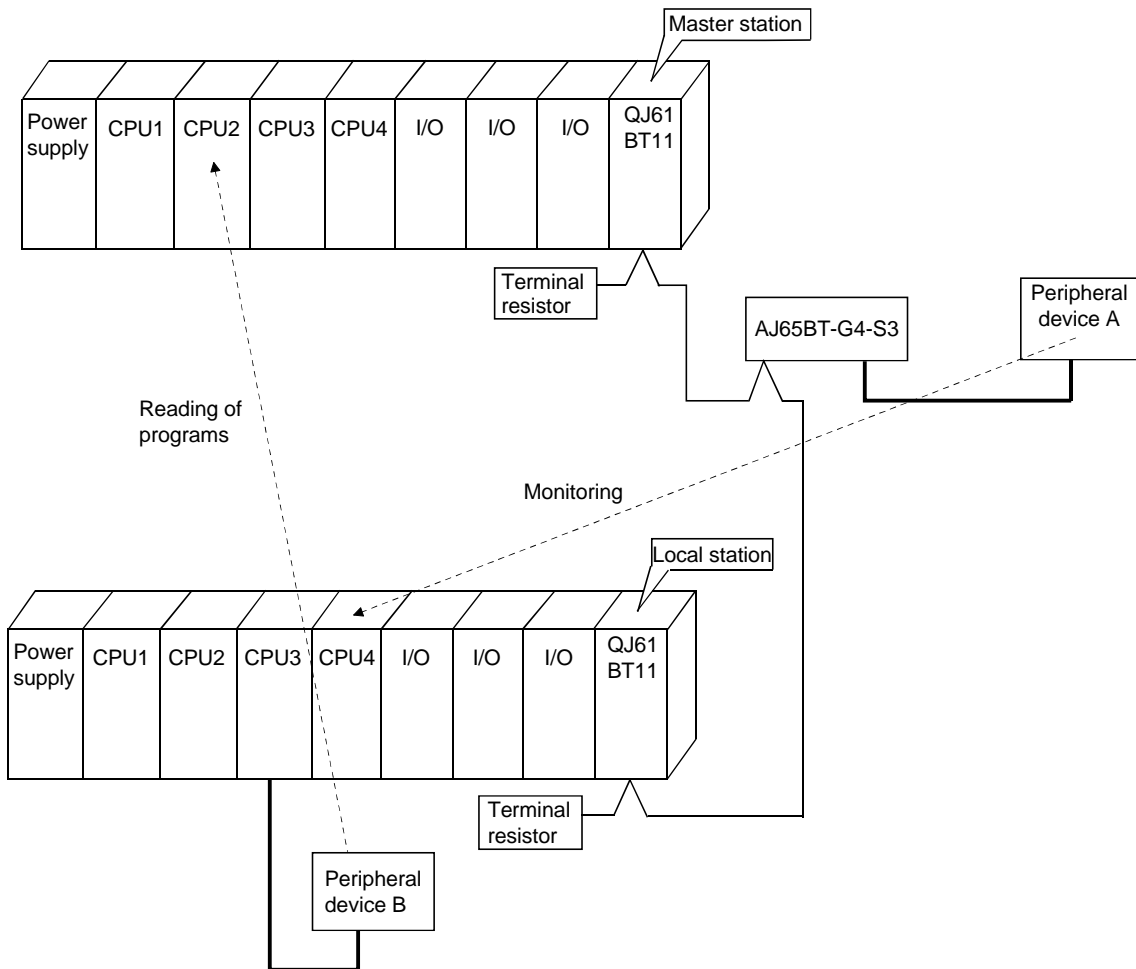 Master station
Power
supply
CPU1
CPU2
CPU3
CPU4
I/O
I/O
I/O
QJ61
BT11
Terminal
resistor
AJ65BT-G4-S3
Peripheral
device A
Reading of
programs
Monitoring
Local station
Power
supply
CPU1
CPU2
CPU3
CPU4
I/O
I/O
I/O
QJ61
BT11
Terminal
resistor
Peripheral
device B